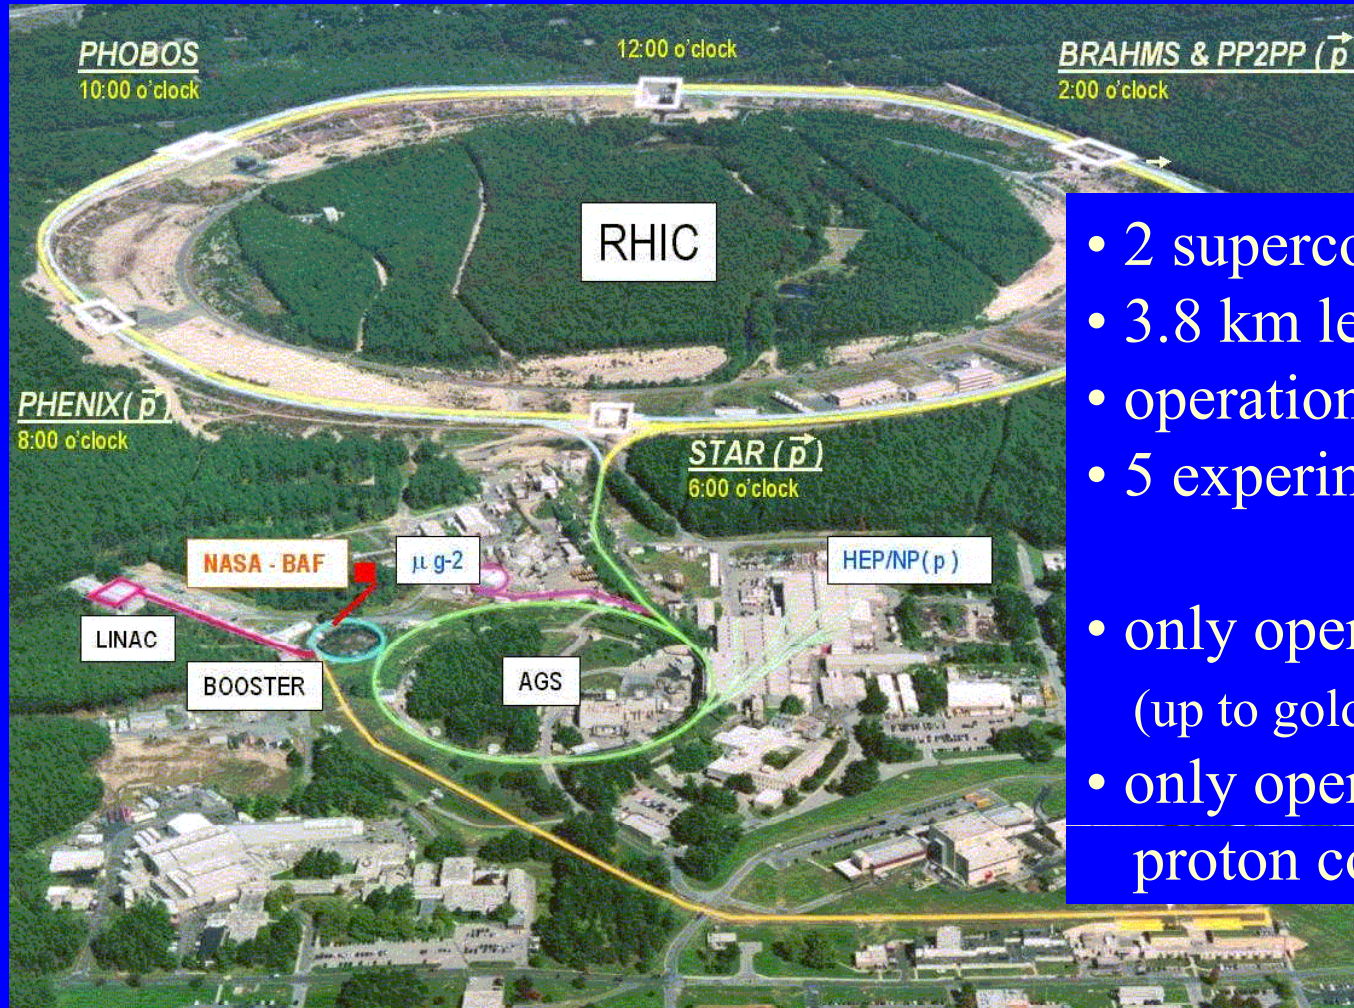 PHOBOS
10:00 o'clock
12:00 o'clock
BRAHMS & PP2PP (p
2:00 o'clock
RHIC
• 2 superco
• 3.8 km le
• operation
• 5 experim
PHENIX(p)
8:00 o'clock
STAR (p)
6:00 o'clock
NASA - BAF
μ g-2
HEP/NP( p )
LINAC
BOOSTER
AGS
• only oper
(up to gold
• only oper
proton co